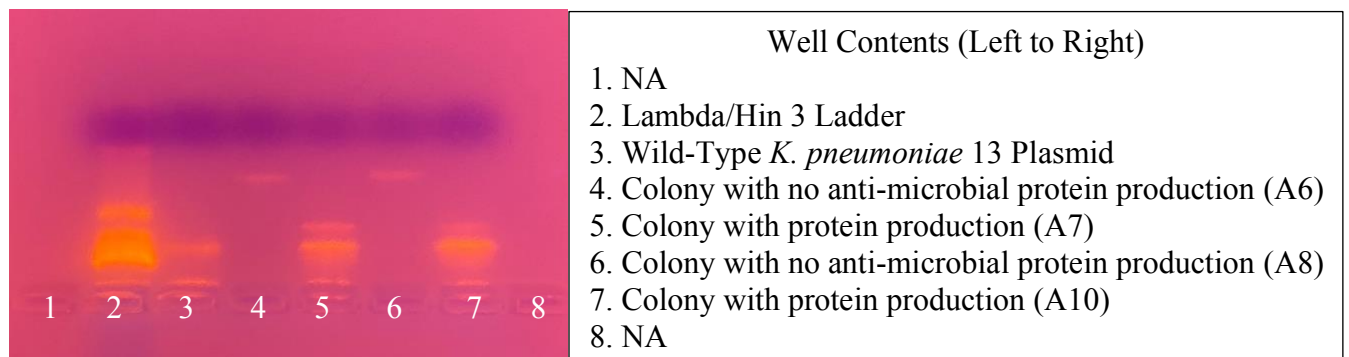 1 2 3 4 5 6 7 8
Well Contents (Left to Right)
1. NA
2. Lambda/Hin 3 Ladder
3. Wild-Type K. pneumoniae 13 Plasmid
4. Colony with no anti-microbial protein production (A6)
5. Colony with protein production (A7)
6. Colony with no anti-microbial protein production (A8)
7. Colony with protein production (A10)
8. NA